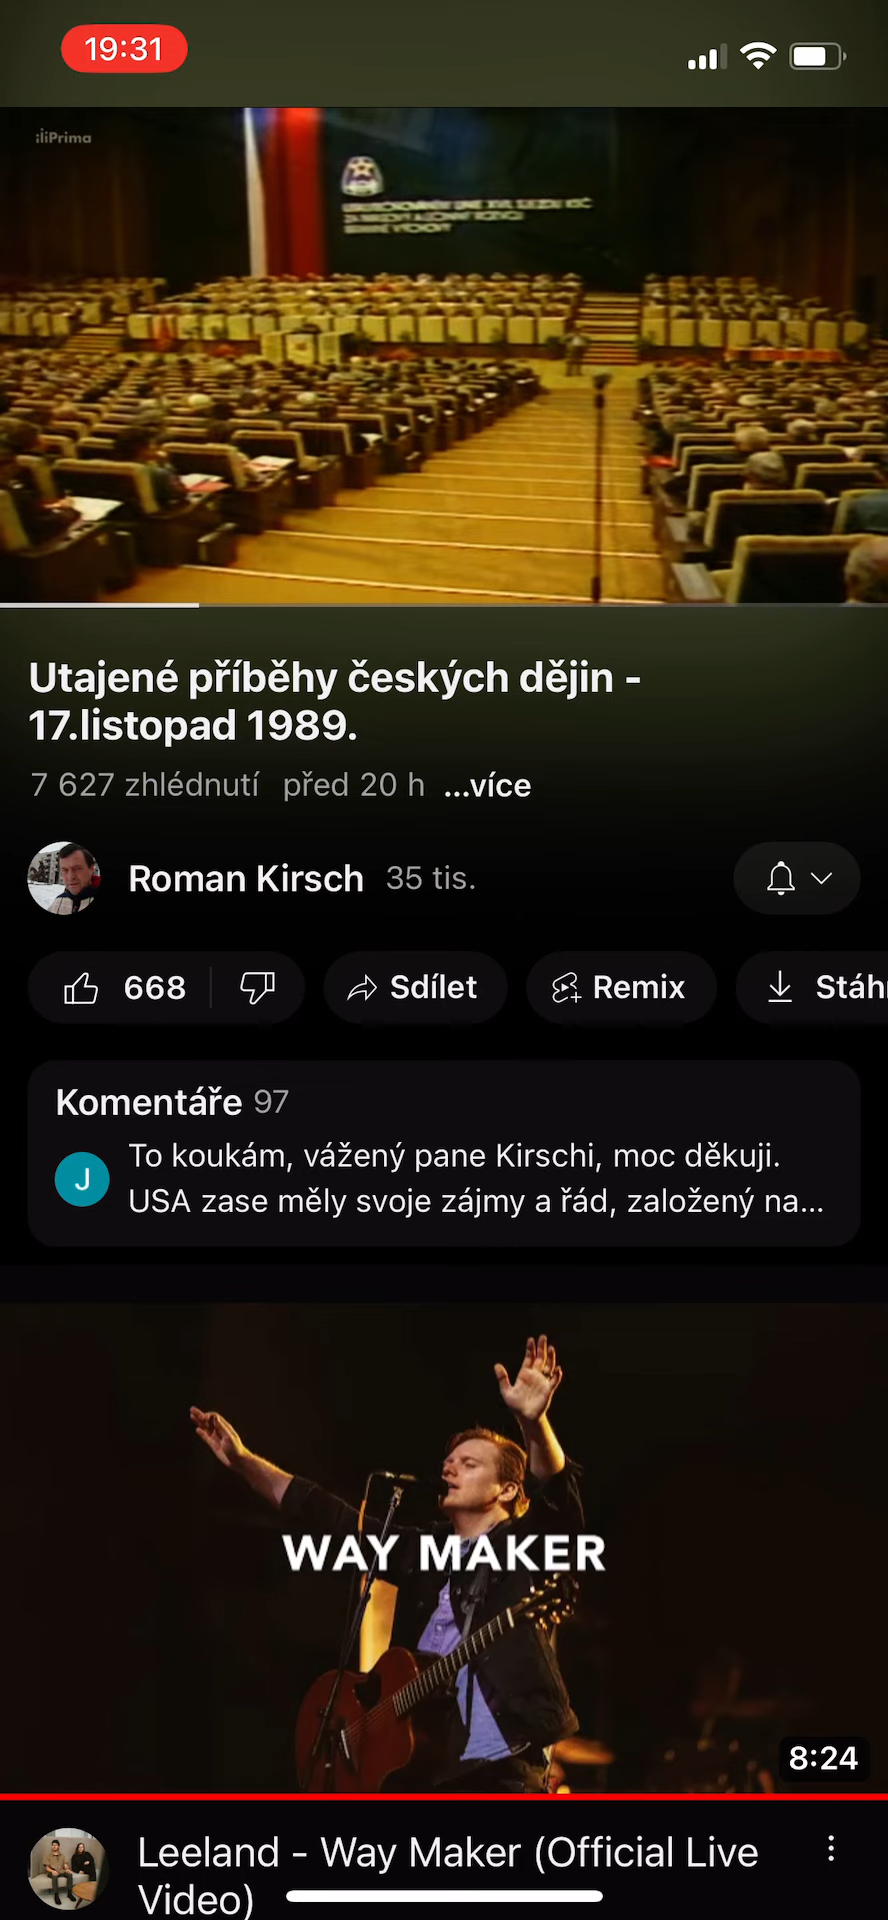 19:31
iPrima
Utajené příběhy českých dějin -
17.listopad 1989.
7 627 zhlédnutí před 20 h ...více
Roman Kirsch 35 tis.
668 Sdílet Remix Stáh
Komentáře 97
J
To koukám, vážený pane Kirschi, moc děkuji.
USA zase měly svoje zájmy a řád, založený na...
WAY MAKER
8:24
Leeland - Way Maker (Official Live
Video)